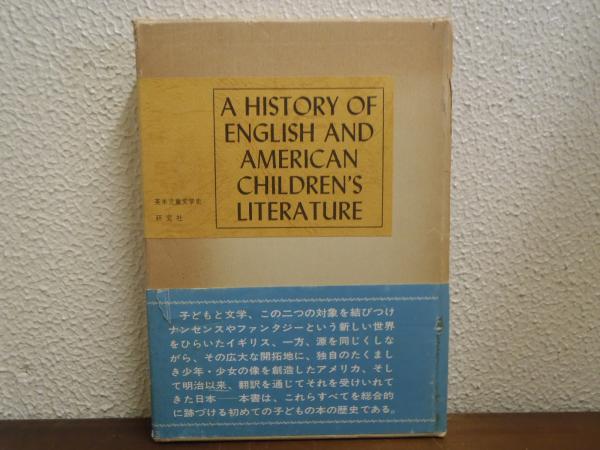 A HISTORY OF
ENGLISH AND
AMERICAN
CHILDREN'S
LITERATURE
英米児童文学史
研究社
子どもと文学、この二つの対象を結びつけ
ナンセンスやファンタジーという新しい世界
をひらいたイギリス、一方、源を同じくしな
がら、その広大な開拓地に、独自のたくまし
き少年・少女の像を創造したアメリカ、そし
て明治以来、翻訳を通じてそれを受けいれて
きた日本——本書は、これらすべてを総合的
に跡づける初めての子どもの本の歴史である。